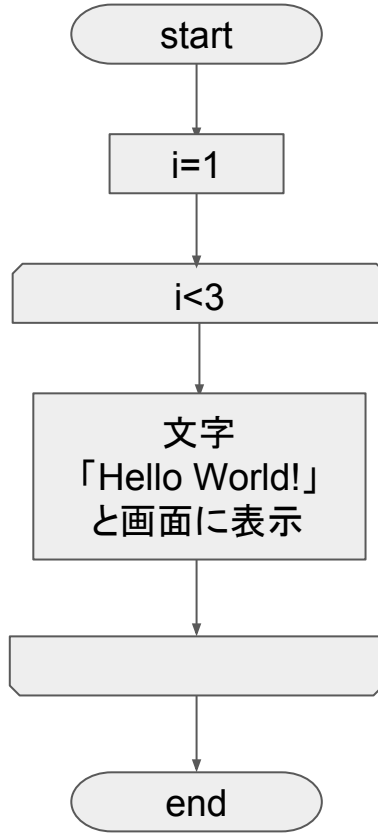 start
i=1
i<3
文字
「Hello World!」
と画面に表示
end